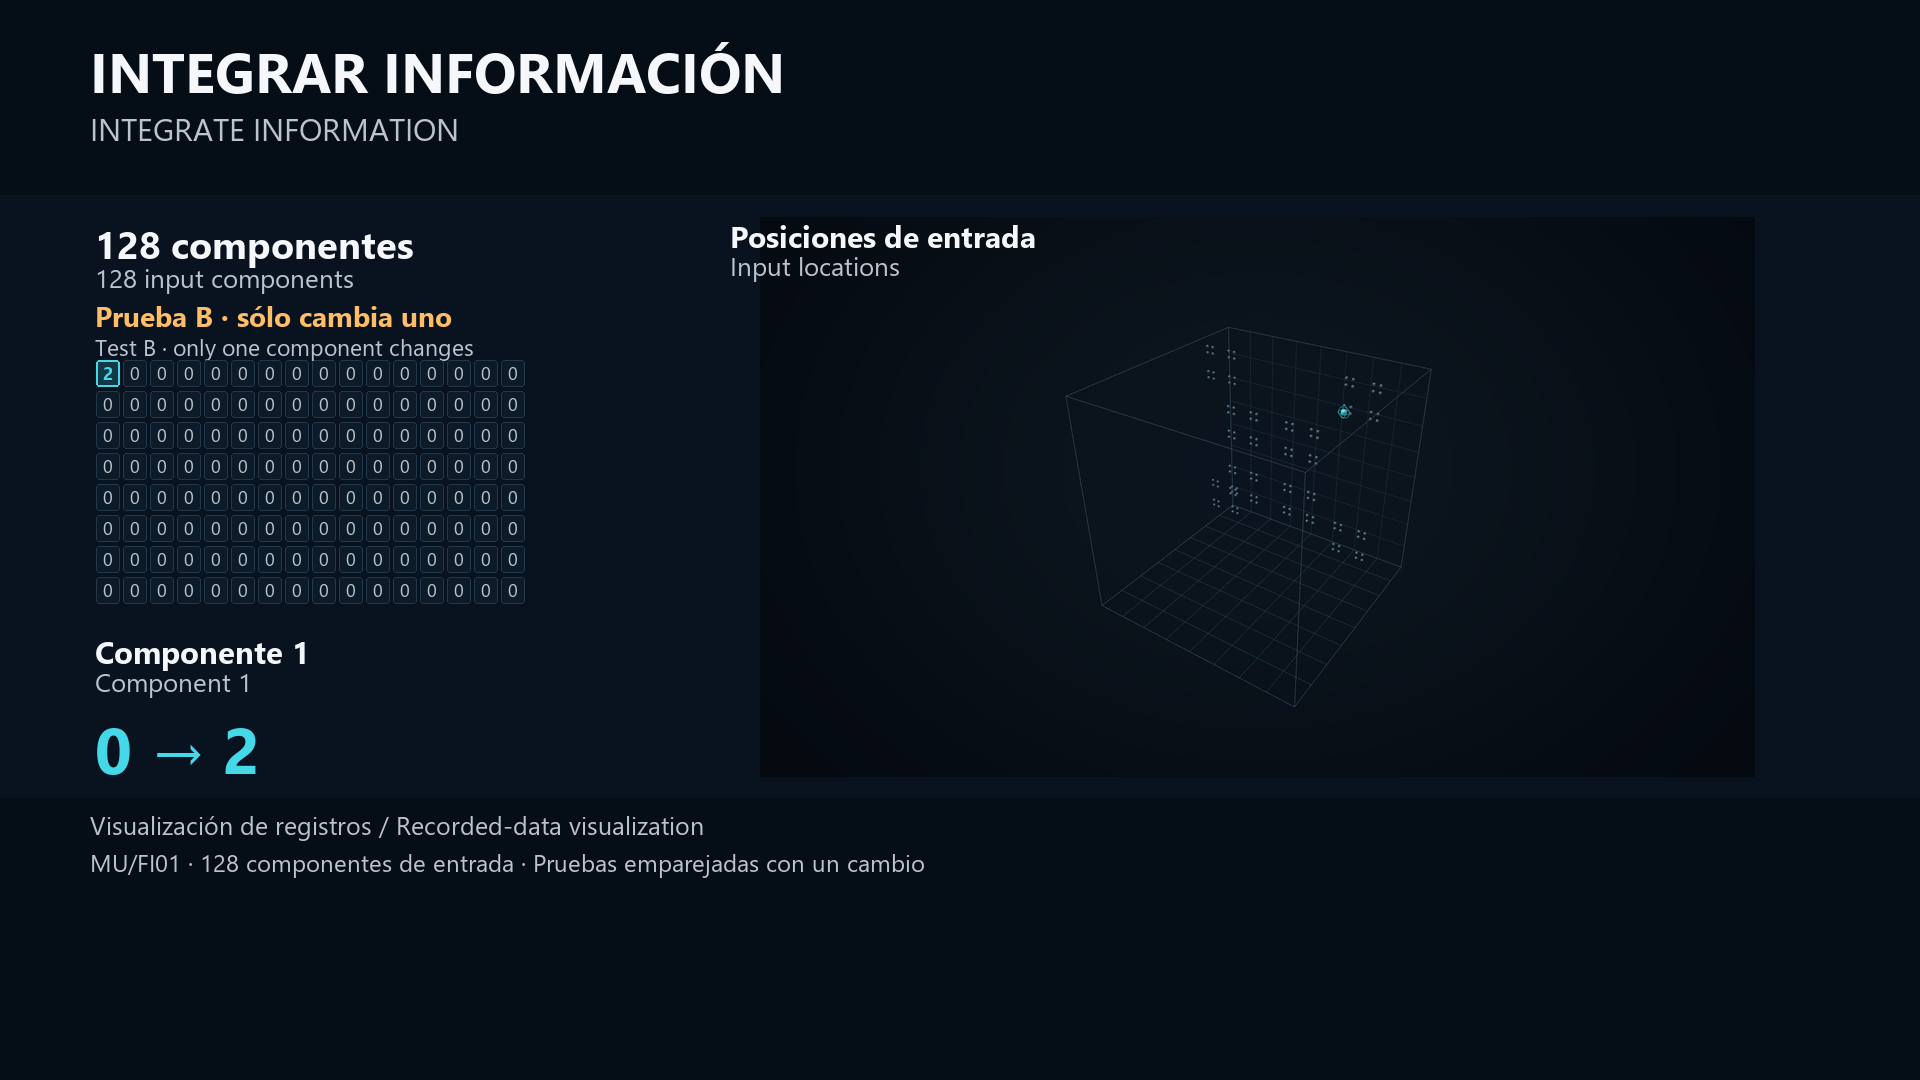 INTEGRAR INFORMACIÓN
INTEGRATE INFORMATION
128 componentes
128 input components
Prueba B · sólo cambia uno
Test B · only one component changes
2 0 0 0 0 0 0 0 0 0 0 0 0 0 0 0
0 0 0 0 0 0 0 0 0 0 0 0 0 0 0 0
0 0 0 0 0 0 0 0 0 0 0 0 0 0 0 0
0 0 0 0 0 0 0 0 0 0 0 0 0 0 0 0
0 0 0 0 0 0 0 0 0 0 0 0 0 0 0 0
0 0 0 0 0 0 0 0 0 0 0 0 0 0 0 0
0 0 0 0 0 0 0 0 0 0 0 0 0 0 0 0
0 0 0 0 0 0 0 0 0 0 0 0 0 0 0 0
Componente 1
Component 1
0 → 2
Posiciones de entrada
Input locations
Visualización de registros / Recorded-data visualization
MU/FI01 · 128 componentes de entrada · Pruebas emparejadas con un cambio